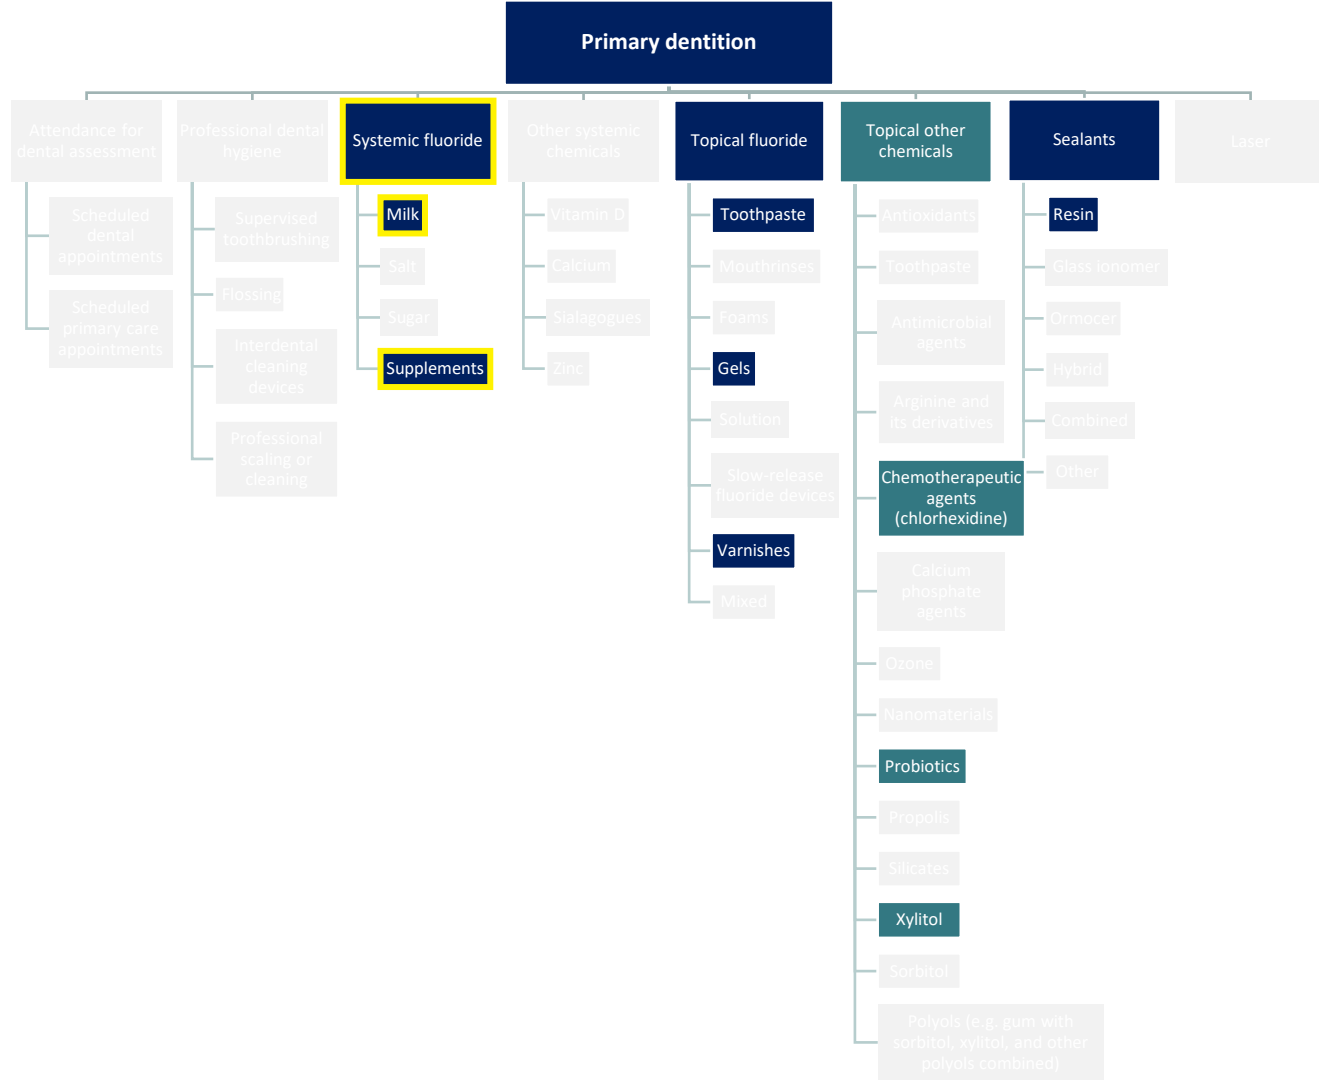 Primary dentition
Attendance for
dental assessment
Scheduled
dental
appointments
Scheduled
primary care
appointments
Professional dental
hygiene
Supervised
toothbrushing
Flossing
Interdental
cleaning
devices
Professional
scaling or
cleaning
Systemic fluoride
Milk
Salt
Sugar
Supplements
Other systemic
chemicals
Vitamin D
Calcium
Sialagogues
Zinc
Topical fluoride
Toothpaste
Mouthrinses
Foams
Gels
Solution
Slow-release
fluoride devices
Varnishes
Mixed
Topical other
chemicals
Antioxidants
Toothpaste
Antimicrobial
agents
Arginine and
its derivatives
Chemotherapeutic
agents
(chlorhexidine)
Calcium
phosphate
agents
Ozone
Nanomaterials
Probiotics
Propolis
Silicates
Xylitol
Sorbitol
Polyols (e.g. gum with
sorbitol, xylitol, and other
polyols combined)
Sealants
Resin
Glass ionomer
Ormocer
Hybrid
Combined
Other
Laser